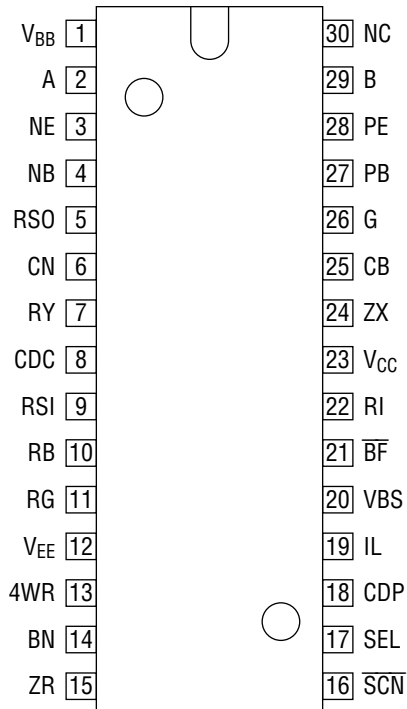 V_BB 1 30 NC
A 2 29 B
NE 3 28 PE
NB 4 27 PB
RSO 5 26 G
CN 6 25 CB
RY 7 24 ZX
CDC 8 23 V_CC
RSI 9 22 RI
RB 10 21 B̅F̅
RG 11 20 VBS
V_EE 12 19 IL
4WR 13 18 CDP
BN 14 17 SEL
ZR 15 16 S̅C̅N̅